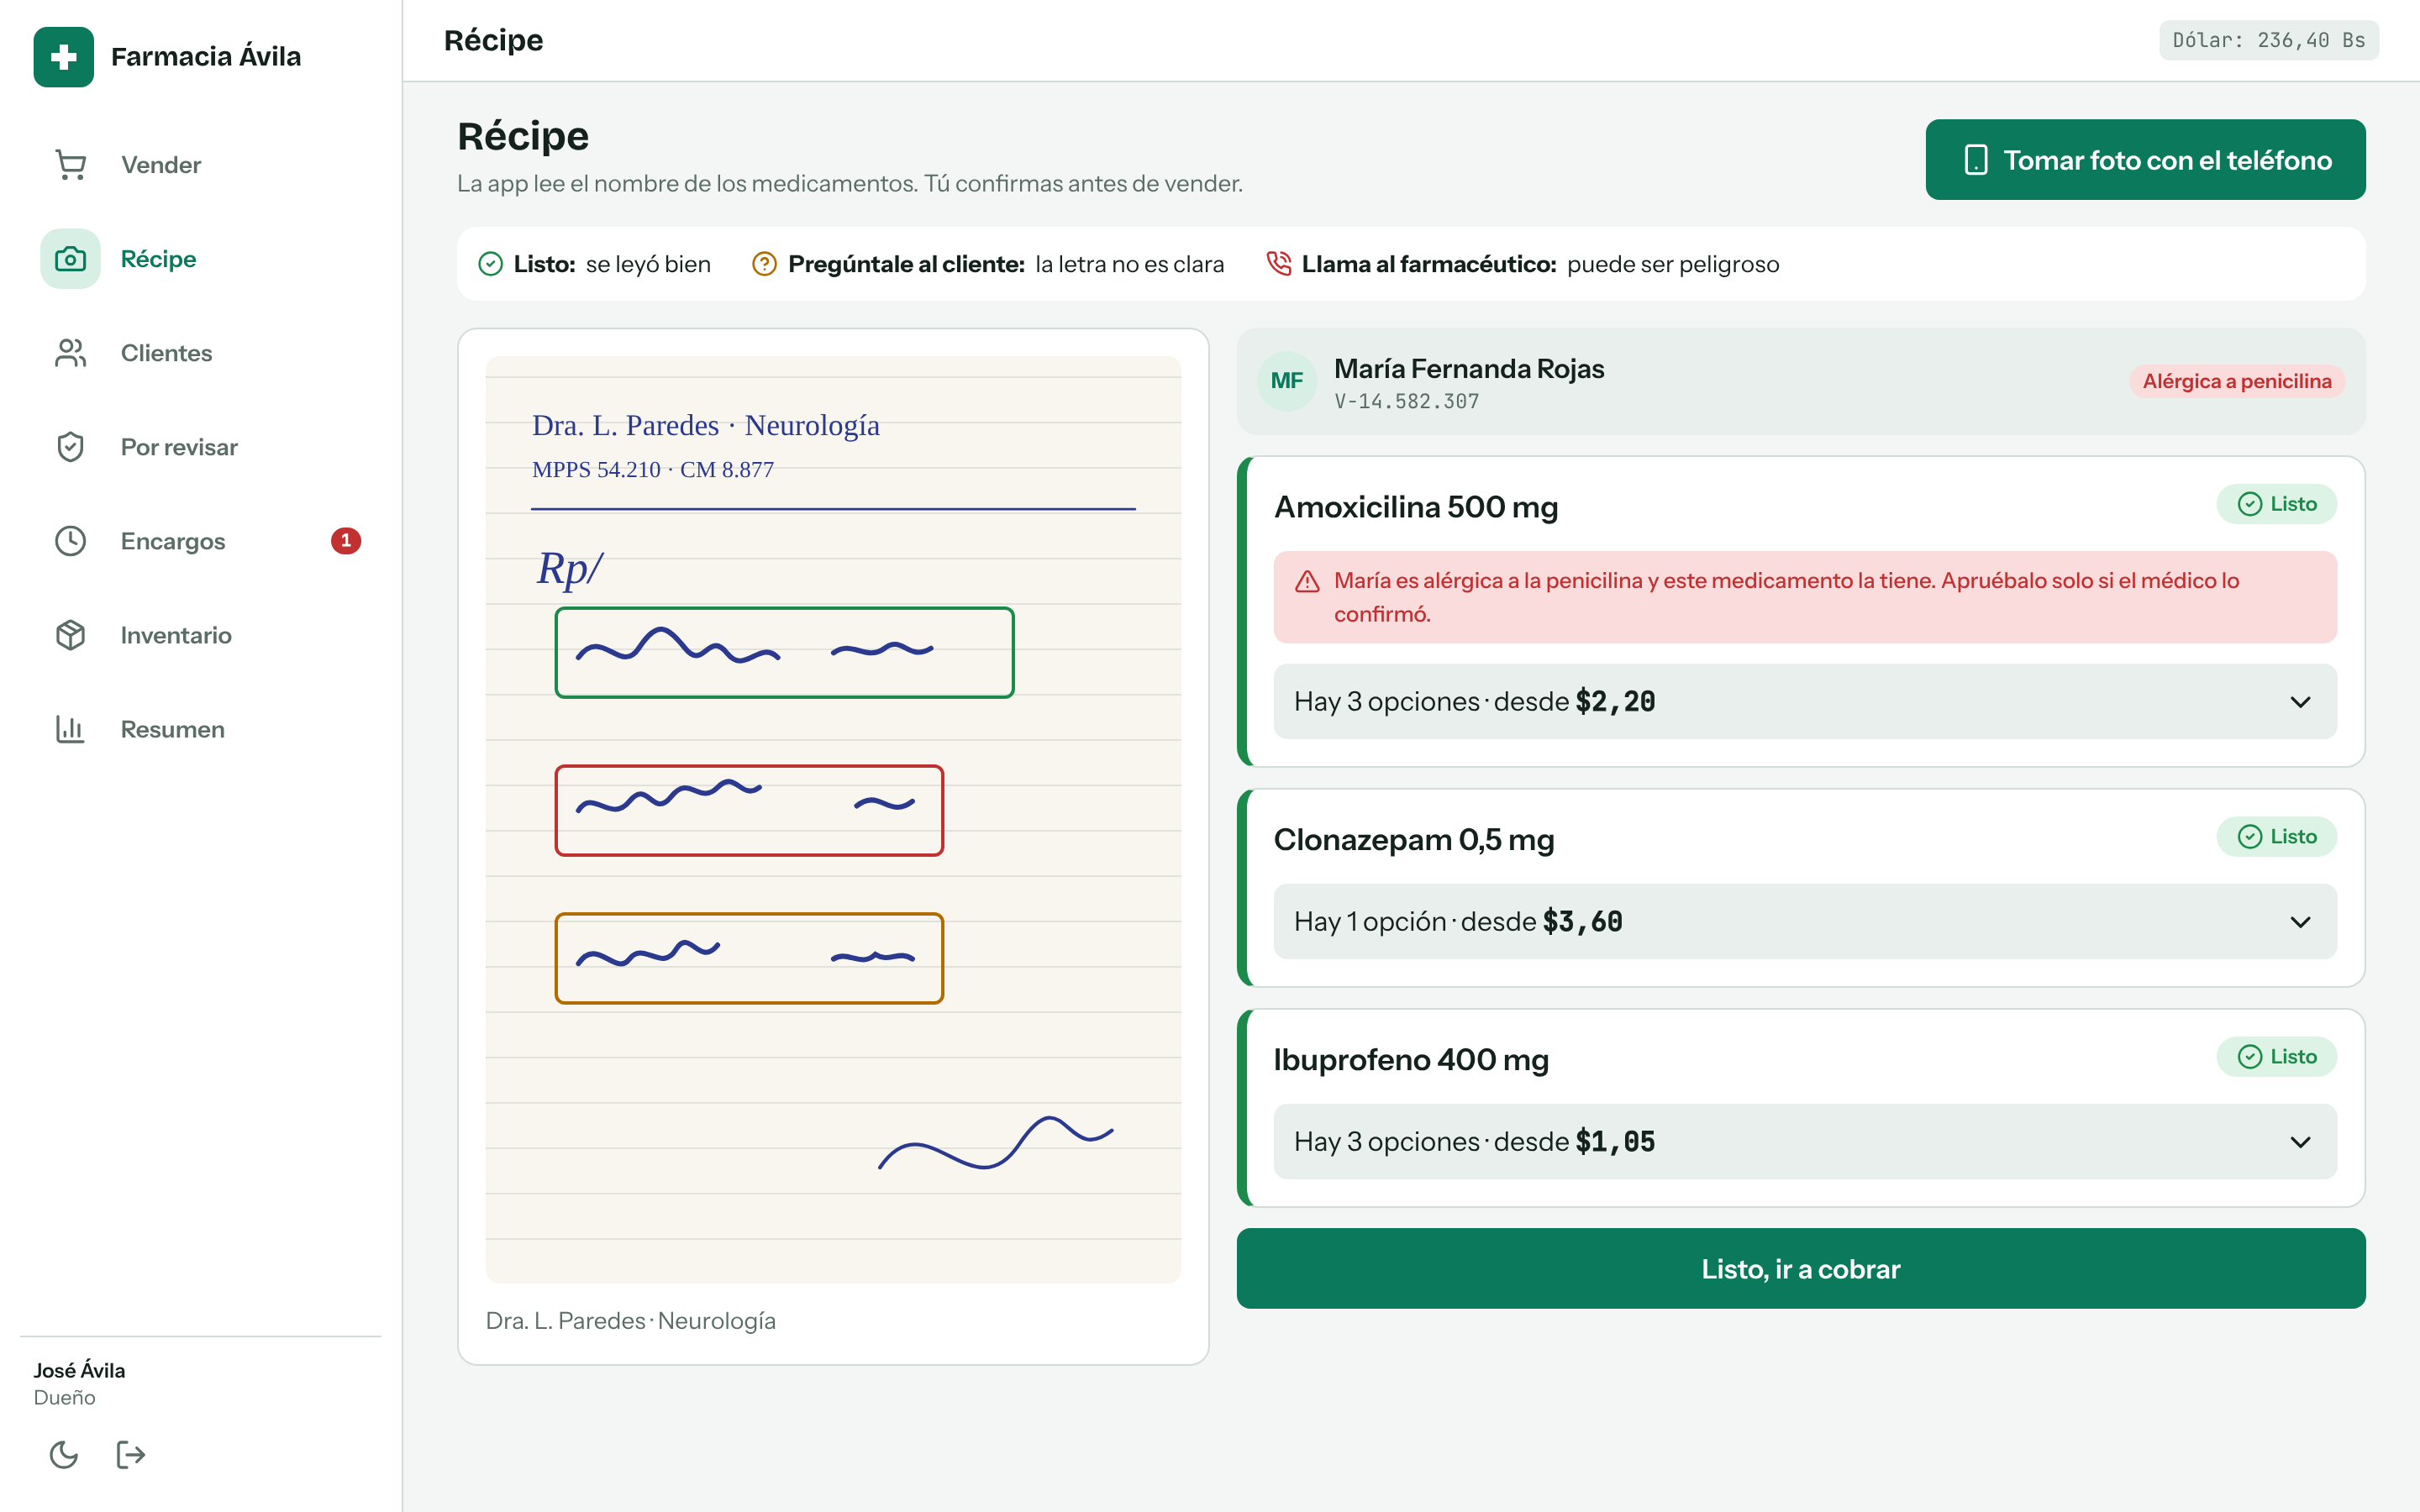 Farmacia Ávila
Vender
Récipe
Clientes
Por revisar
Encargos 1
Inventario
Resumen
José Ávila
Dueño
Récipe
Dólar: 236,40 Bs
Récipe
La app lee el nombre de los medicamentos. Tú confirmas antes de vender.
Tomar foto con el teléfono
Listo: se leyó bien
Pregúntale al cliente: la letra no es clara
Llama al farmacéutico: puede ser peligroso
Dra. L. Paredes · Neurología
MPPS 54.210 · CM 8.877
Rp/
Dra. L. Paredes · Neurología
MF
María Fernanda Rojas
V-14.582.307
Alérgica a penicilina
Amoxicilina 500 mg
Listo
María es alérgica a la penicilina y este medicamento la tiene. Apruébalo solo si el médico lo
confirmó.
Hay 3 opciones · desde $2,20
Clonazepam 0,5 mg
Listo
Hay 1 opción · desde $3,60
Ibuprofeno 400 mg
Listo
Hay 3 opciones · desde $1,05
Listo, ir a cobrar